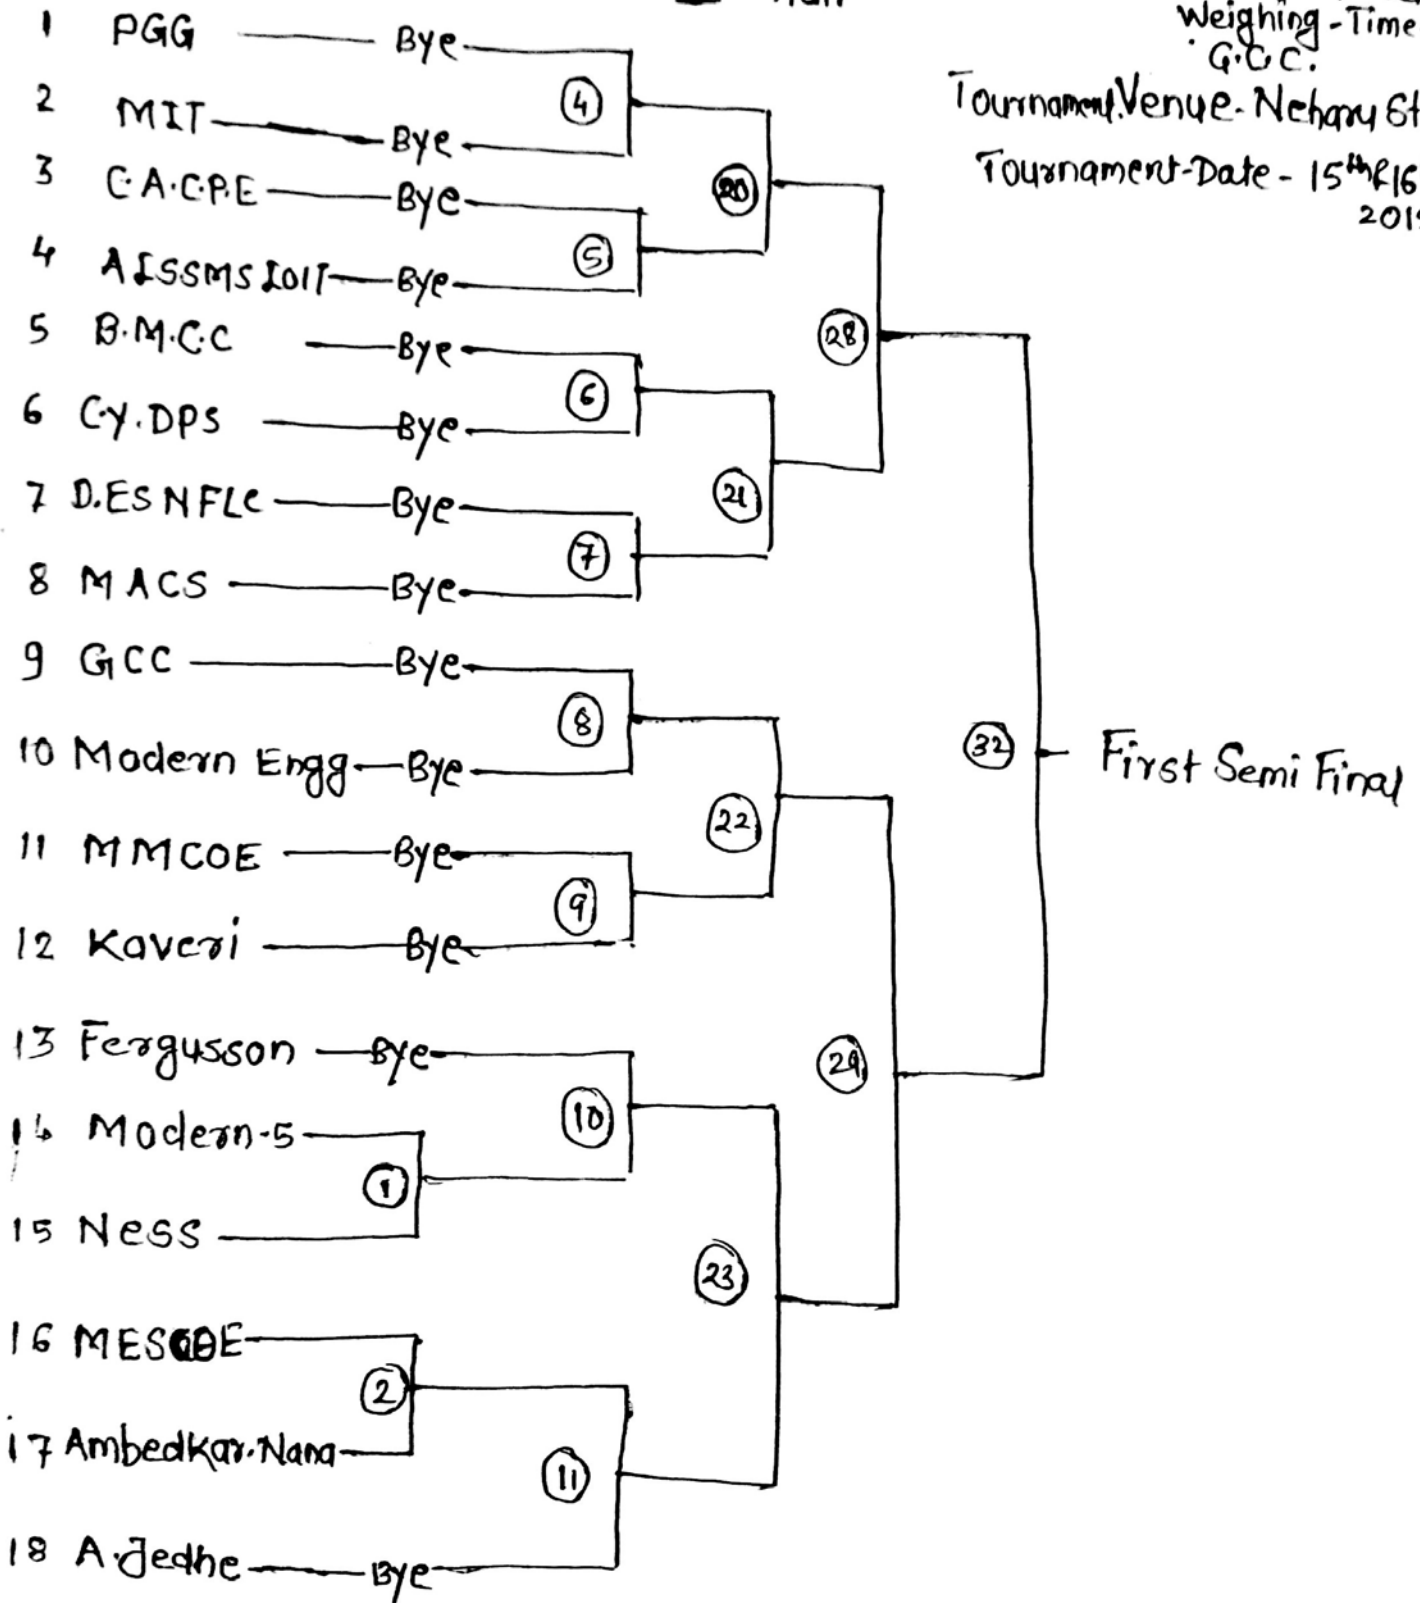 Weighing-Time
G.C.C.
Tournament.Venue-Nehary St
Tournament-Date - 15th&16
201
1 PGG Bye
2 MIT Bye
3 C.A.C.P.E Bye
4 AISSMS IOIT Bye
5 B.M.C.C Bye
6 C.Y.DPS Bye
7 D.ES NFLC Bye
8 MACS Bye
9 GCC Bye
10 Modern Engg Bye
11 MMCOE Bye
12 Kaveri Bye
13 Fergusson Bye
14 Modern-5
15 Ness
16 MESCOE
17 Ambedkar.Nana
18 A.Jedhe Bye
4
5
6
7
8
9
10
1
2
11
20
21
22
23
28
29
32
First Semi Final